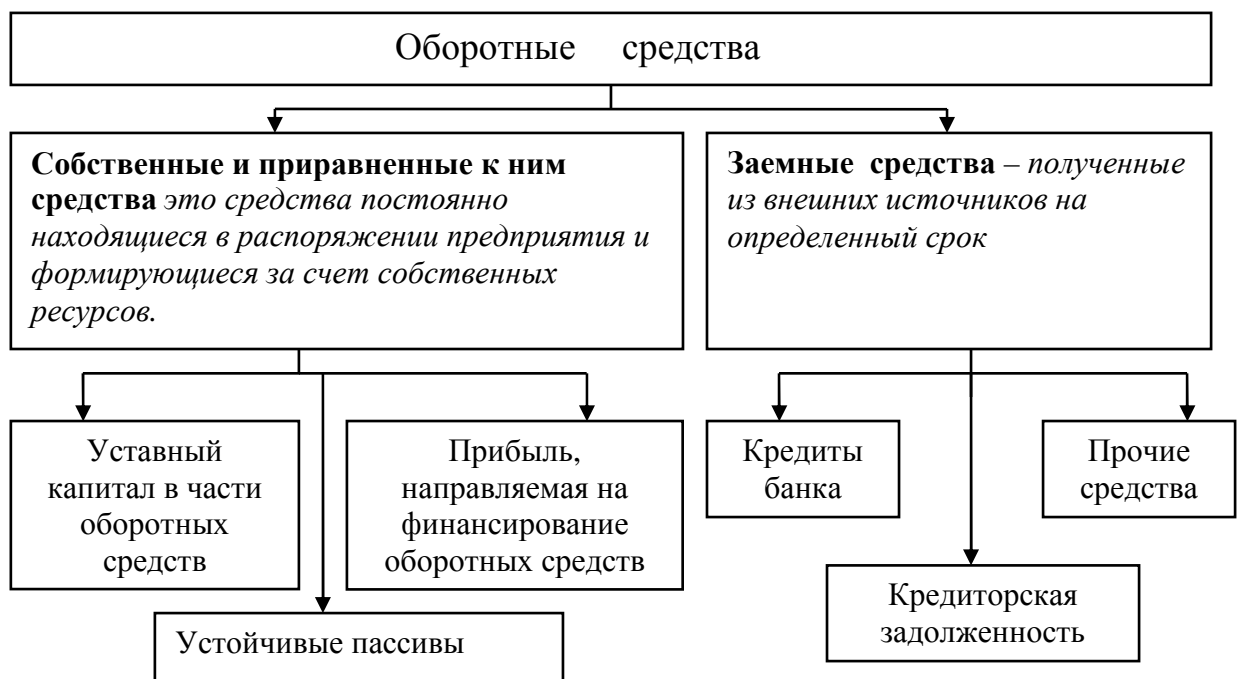 Оборотные средства
Собственные и приравненные к ним
средства это средства постоянно
находящиеся в распоряжении предприятия и
формирующиеся за счет собственных
ресурсов.
Заемные средства – полученные
из внешних источников на
определенный срок
Уставный
капитал в части
оборотных
средств
Прибыль,
направляемая на
финансирование
оборотных средств
Кредиты
банка
Прочие
средства
Устойчивые пассивы
Кредиторская
задолженность